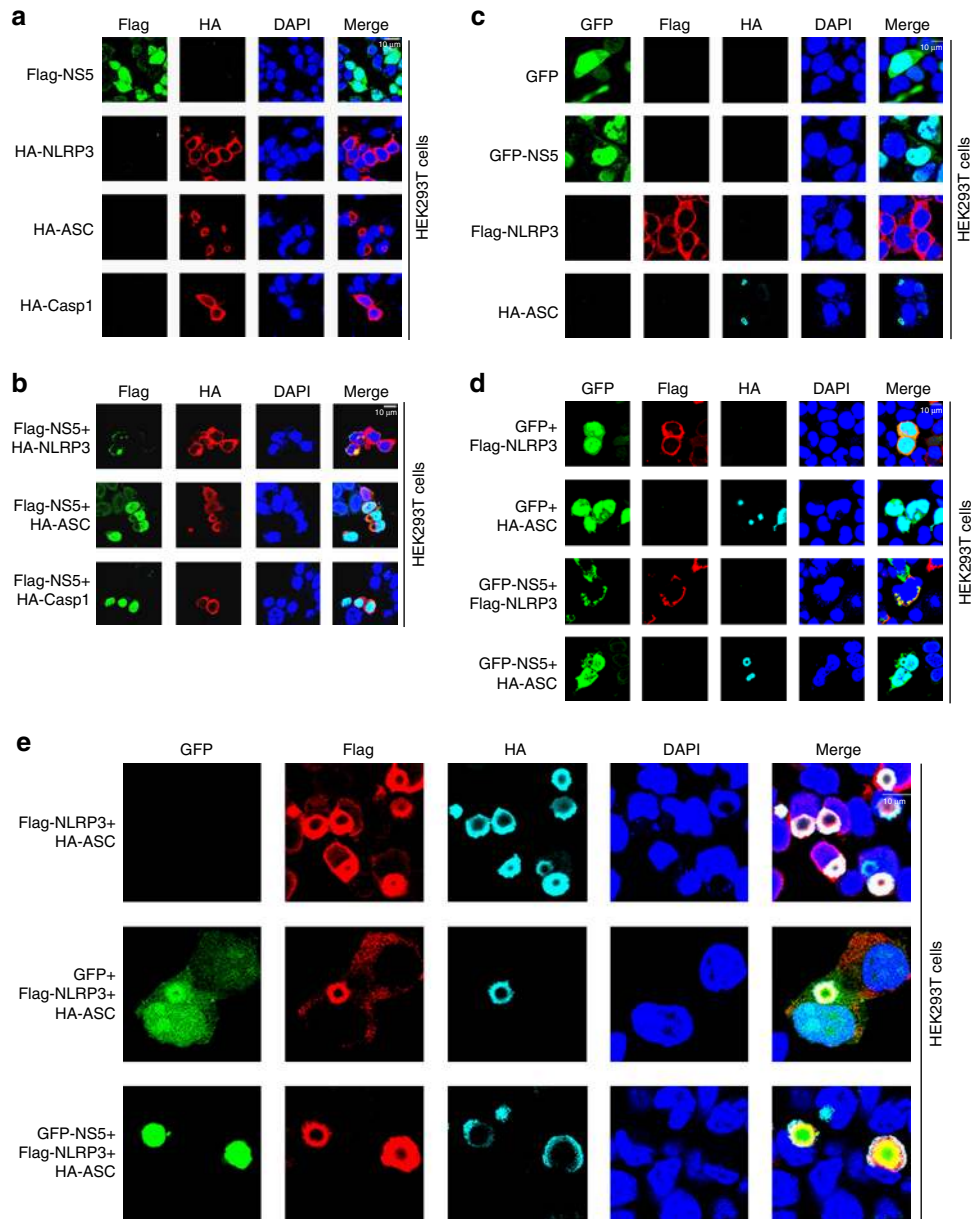 a
Flag HA DAPI Merge
10 µm
Flag-NS5
HA-NLRP3
HA-ASC
HA-Casp1
HEK293T cells
b
Flag HA DAPI Merge
10 µm
Flag-NS5+
HA-NLRP3
Flag-NS5+
HA-ASC
Flag-NS5+
HA-Casp1
HEK293T cells
c
GFP Flag HA DAPI Merge
10 µm
GFP
GFP-NS5
Flag-NLRP3
HA-ASC
HEK293T cells
d
GFP Flag HA DAPI Merge
10 µm
GFP+
Flag-NLRP3
GFP+
HA-ASC
GFP-NS5+
Flag-NLRP3
GFP-NS5+
HA-ASC
HEK293T cells
e
GFP Flag HA DAPI Merge
10 µm
Flag-NLRP3+
HA-ASC
GFP+
Flag-NLRP3+
HA-ASC
GFP-NS5+
Flag-NLRP3+
HA-ASC
HEK293T cells